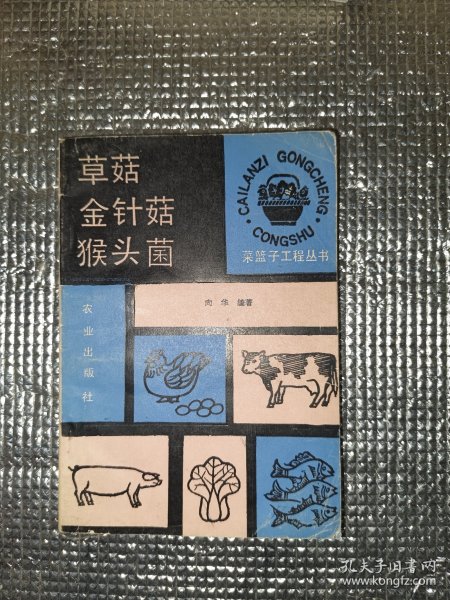 草菇
金针菇
猴头菌
·CAILANZI GONGCHENG·
CONGSHU
菜篮子工程丛书
向华 编著
农业出版社
孔夫子旧书网
www.kongfz.com